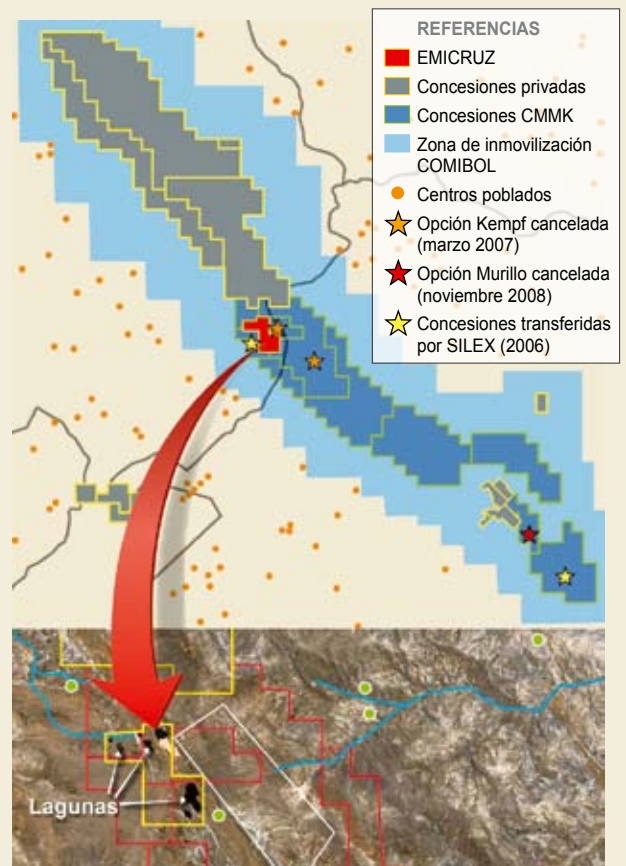 REFERENCIAS
EMICRUZ
Concesiones privadas
Concesiones CMMK
Zona de inmovilización
COMIBOL
Centros poblados
Opción Kempf cancelada
(marzo 2007)
Opción Murillo cancelada
(noviembre 2008)
Concesiones transferidas
por SILEX (2006)
Lagunas